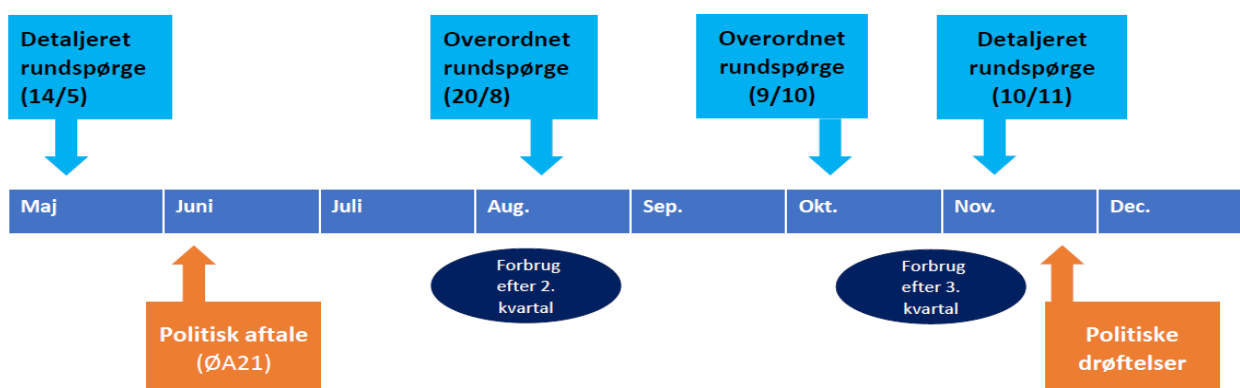 Detaljeret
rundspørge
(14/5)
Overordnet
rundspørge
(20/8)
Overordnet
rundspørge
(9/10)
Detaljeret
rundspørge
(10/11)
Maj
Juni
Juli
Aug.
Sep.
Okt.
Nov.
Dec.
Forbrug
efter 2.
kvartal
Forbrug
efter 3.
kvartal
Politisk aftale
(ØA21)
Politiske
drøftelser